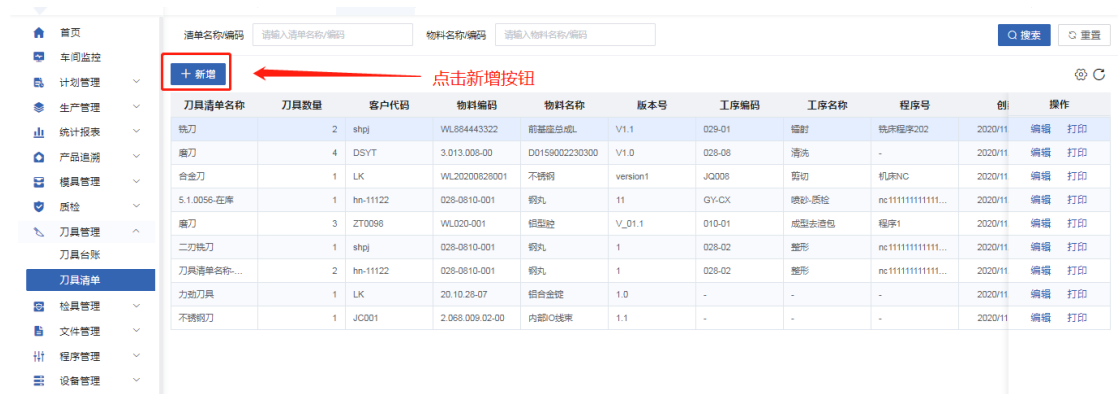 首页
车间监控
计划管理
生产管理
统计报表
产品追溯
模具管理
质检
刀具管理
刀具台账
刀具清单
检具管理
文件管理
程序管理
设备管理
清单名称/编码 请输入清单名称/编码 物料名称/编码 请输入物料名称/编码 搜索 重置
新增 点击新增按钮
刀具清单名称 刀具数量 客户代码 物料编码 物料名称 版本号 工序编码 工序名称 程序号 创 操作
铣刀 2 shpj WL884443322 前基座总成L V1.1 029-01 镭射 铣床程序202 2020/11 编辑 打印
磨刀 4 DSYT 3.013.008-00 D0159002230300 V1.0 028-08 清洗 - 2020/11 编辑 打印
合金刀 1 LK WL20200828001 不锈钢 version1 JQ008 剪切 机床NC 2020/11 编辑 打印
5.1.0056-在库 1 hn-11122 028-0810-001 钢丸 11 GY-CX 喷砂-质检 nc111111111111... 2020/11 编辑 打印
磨刀 3 ZT0098 WL020-001 铝型腔 V_01.1 010-01 成型去渣包 程序1 2020/11 编辑 打印
二刃铣刀 1 shpj 028-0810-001 钢丸 1 028-02 整形 nc111111111111... 2020/11 编辑 打印
刀具清单名称-... 2 hn-11122 028-0810-001 钢丸 1 028-02 整形 nc111111111111... 2020/11 编辑 打印
力劲刀具 1 LK 20.10.28-07 铝合金锭 1.0 - - - 2020/11 编辑 打印
不锈钢刀 1 JC001 2.068.009.02-00 内部IO线束 1.1 - - - 2020/11 编辑 打印